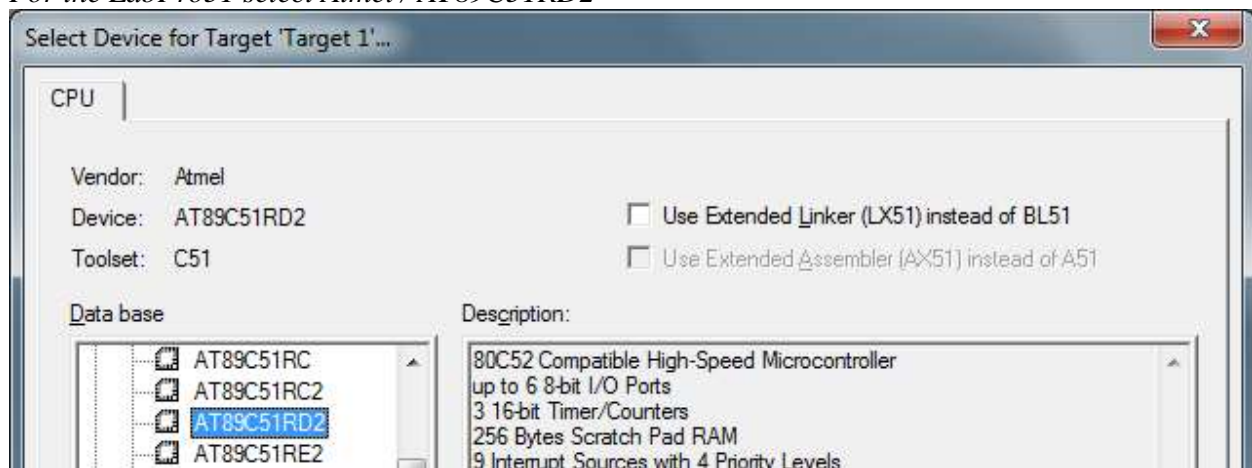 For the Lab14051 select Atmel / AT89C51RD2
Select Device for Target 'Target 1'...
CPU
Vendor: Atmel
Device: AT89C51RD2
Use Extended Linker (LX51) instead of BL51
Toolset: C51
Use Extended Assembler (AX51) instead of A51
Data base
Description:
AT89C51RC
80C52 Compatible High-Speed Microcontroller
AT89C51RC2
up to 6 8-bit I/O Ports
AT89C51RD2
3 16-bit Timer/Counters
256 Bytes Scratch Pad RAM
AT89C51RE2
9 Interrupt Sources with 4 Priority Levels